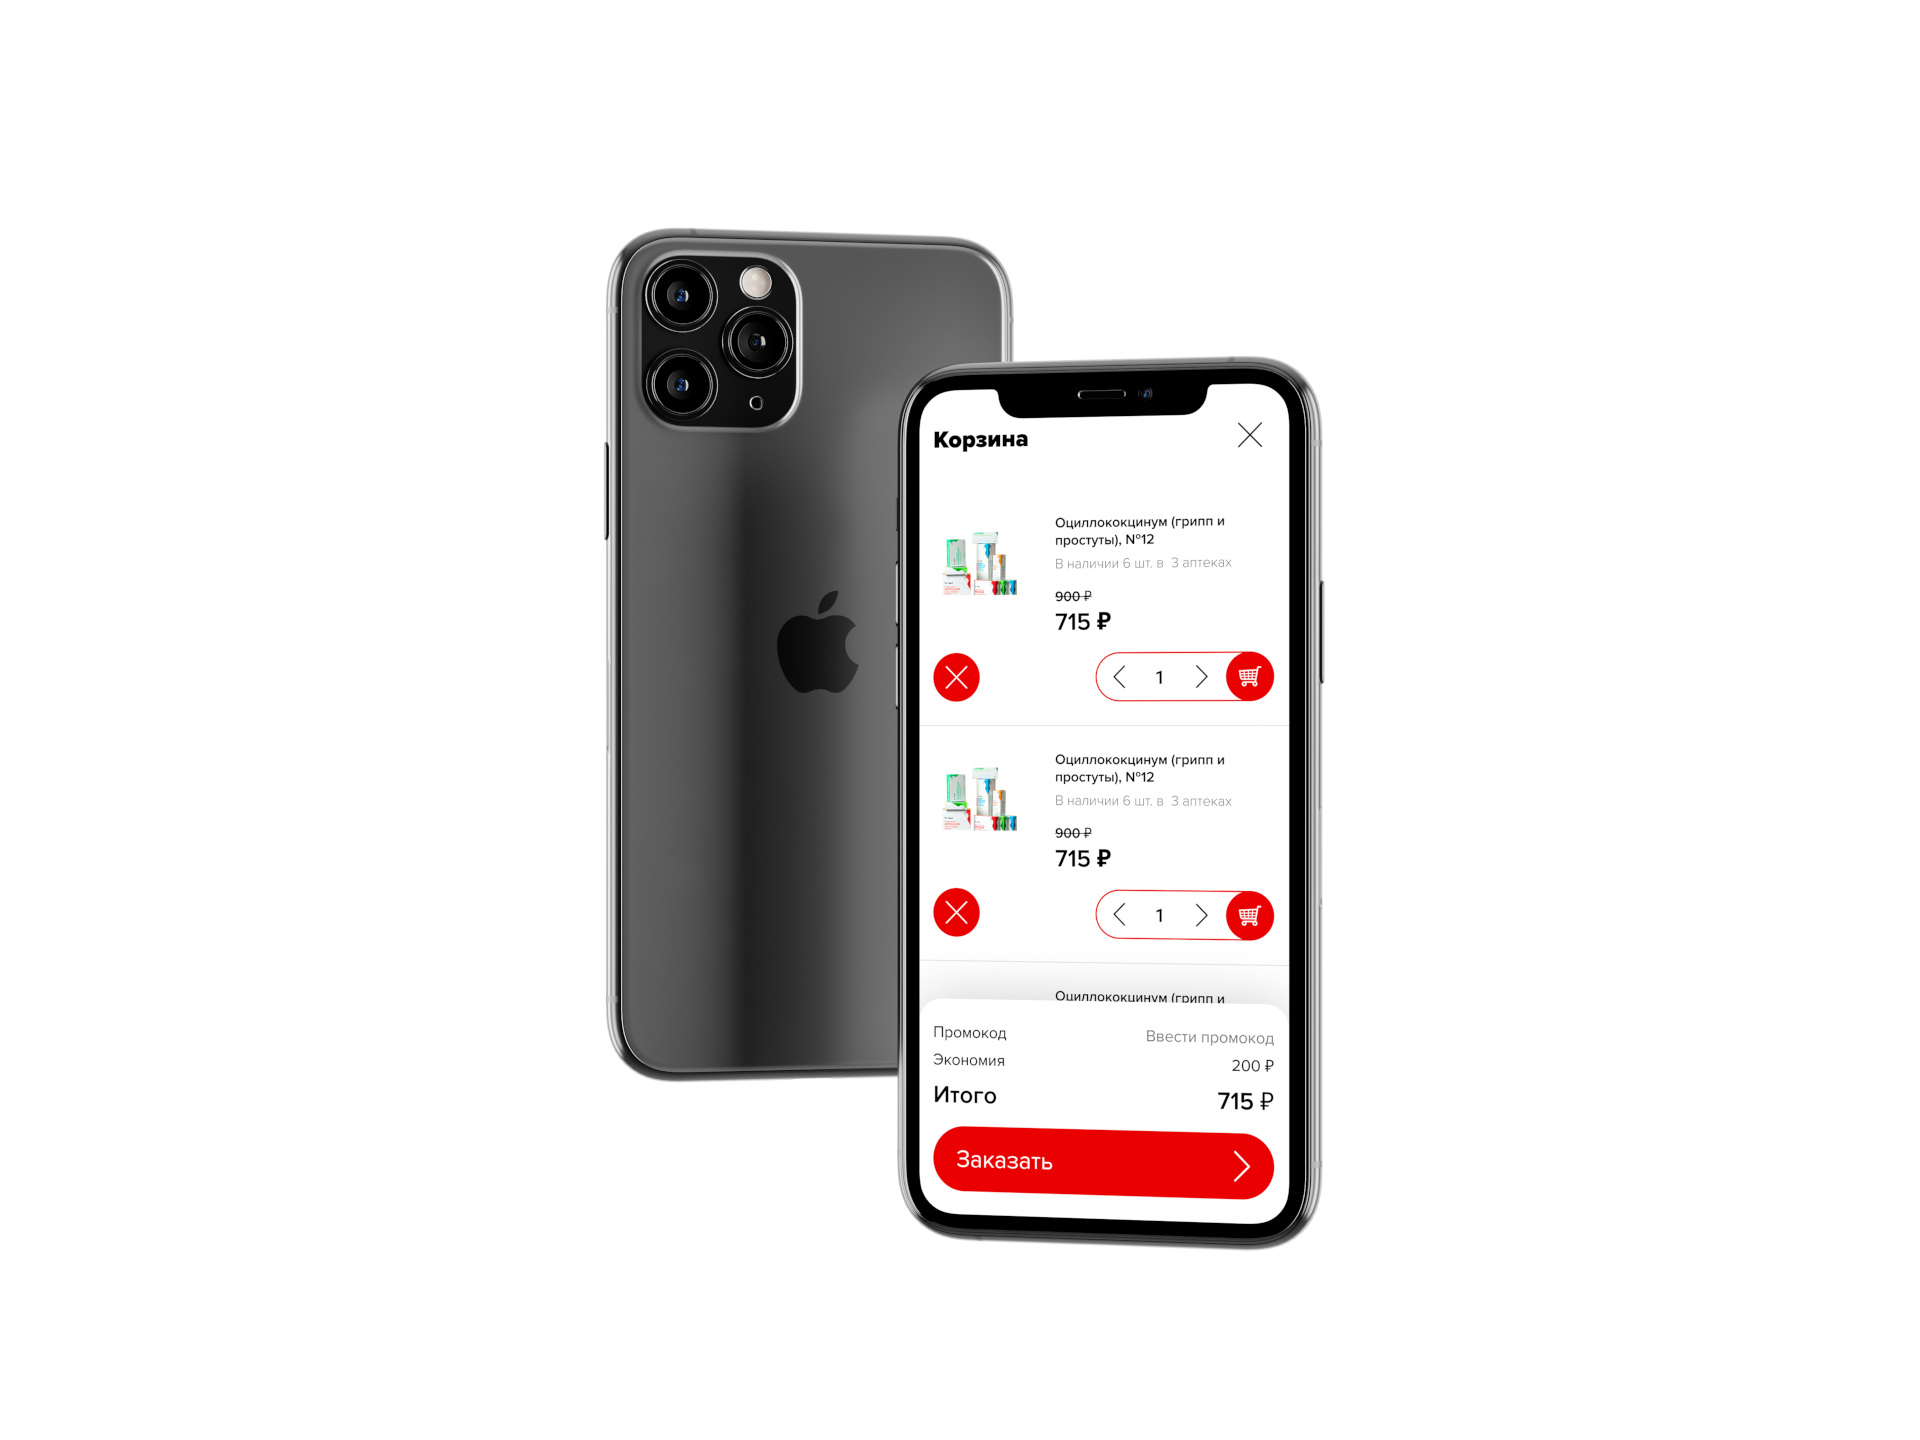 Корзина
Оциллококцинум (грипп и
простуты), №12
В наличии 6 шт. в 3 аптеках
900 ₽
715 ₽
1
Оциллококцинум (грипп и
простуты), №12
В наличии 6 шт. в 3 аптеках
900 ₽
715 ₽
1
Оциллококцинум (грипп и
Промокод
Ввести промокод
Экономия
200 ₽
Итого
715 ₽
Заказать